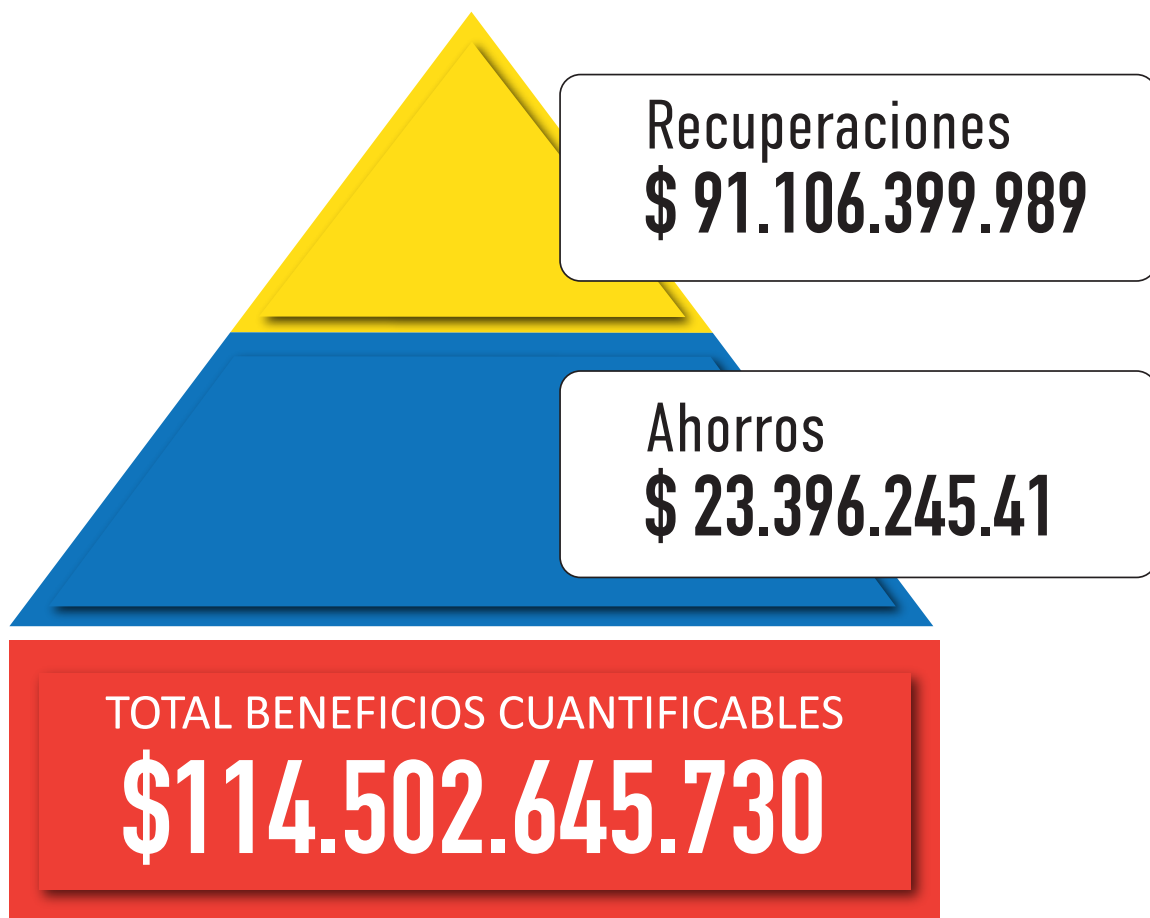 Recuperaciones
$ 91.106.399.989
Ahorros
$ 23.396.245.41
TOTAL BENEFICIOS CUANTIFICABLES
$114.502.645.730